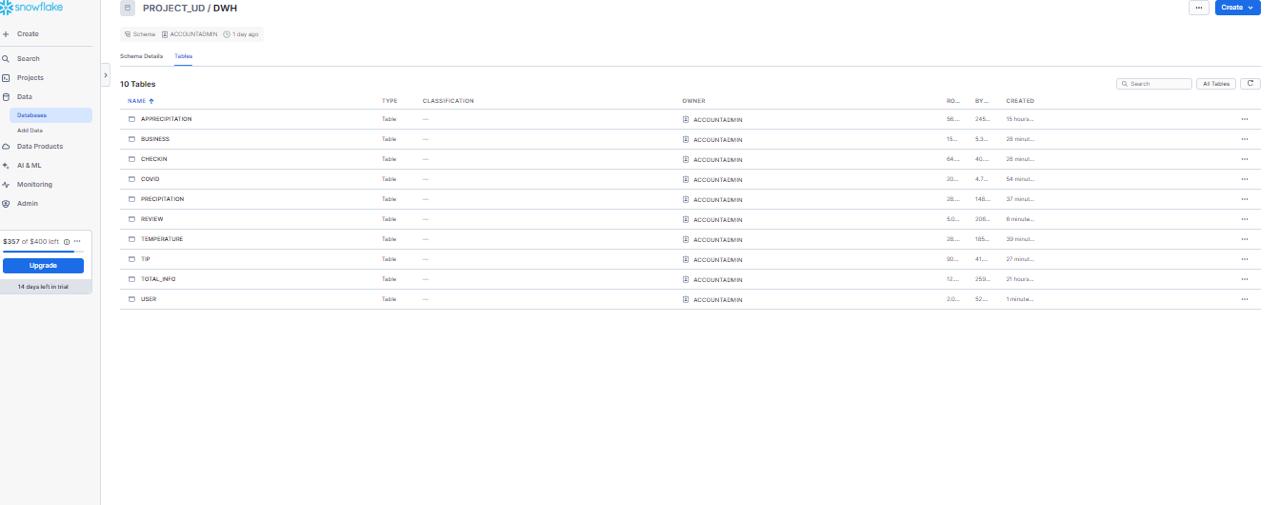 snowflake
PROJECT_UD / DWH
Create
Create
Schema ACCOUNTADMIN 1 day ago
Search
Schema Details Tables
Projects
10 Tables
Search
All Tables
Data
NAME TYPE CLASSIFICATION OWNER RO... BY... CREATED
Databases
Add Data
Data Products
AI & ML
Monitoring
Admin
APPRECIPITATION Table — ACCOUNTADMIN 56.... 245... 15 hours...
BUSINESS Table — ACCOUNTADMIN 15... 5.3... 28 minut...
CHECKIN Table — ACCOUNTADMIN 64.... 40.... 28 minut...
COVID Table — ACCOUNTADMIN 20... 4.7... 54 minut...
PRECIPITATION Table — ACCOUNTADMIN 28.... 148... 37 minut...
REVIEW Table — ACCOUNTADMIN 5.0... 206... 6 minute...
TEMPERATURE Table — ACCOUNTADMIN 28.... 185... 39 minut...
TIP Table — ACCOUNTADMIN 90... 41.... 27 minut...
TOTAL_INFO Table — ACCOUNTADMIN 12.... 259... 21 hours...
USER Table — ACCOUNTADMIN 2.0... 52.... 1 minute...
$357 of $400 left
Upgrade
14 days left in trial